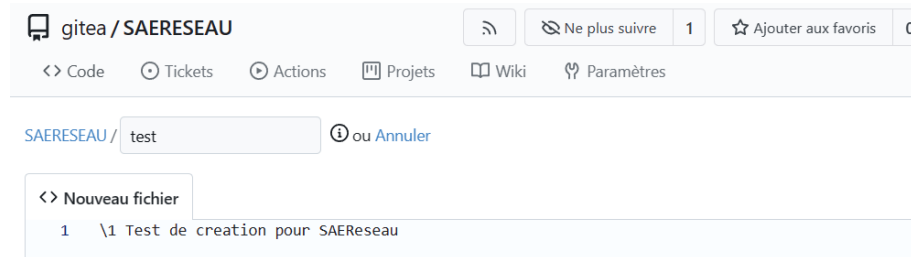 gitea / SAERESEAU Ne plus suivre 1 Ajouter aux favoris 0
Code Tickets Actions Projets Wiki Paramètres
SAERESEAU / test ou Annuler
<> Nouveau fichier
1 \1 Test de creation pour SAEReseau